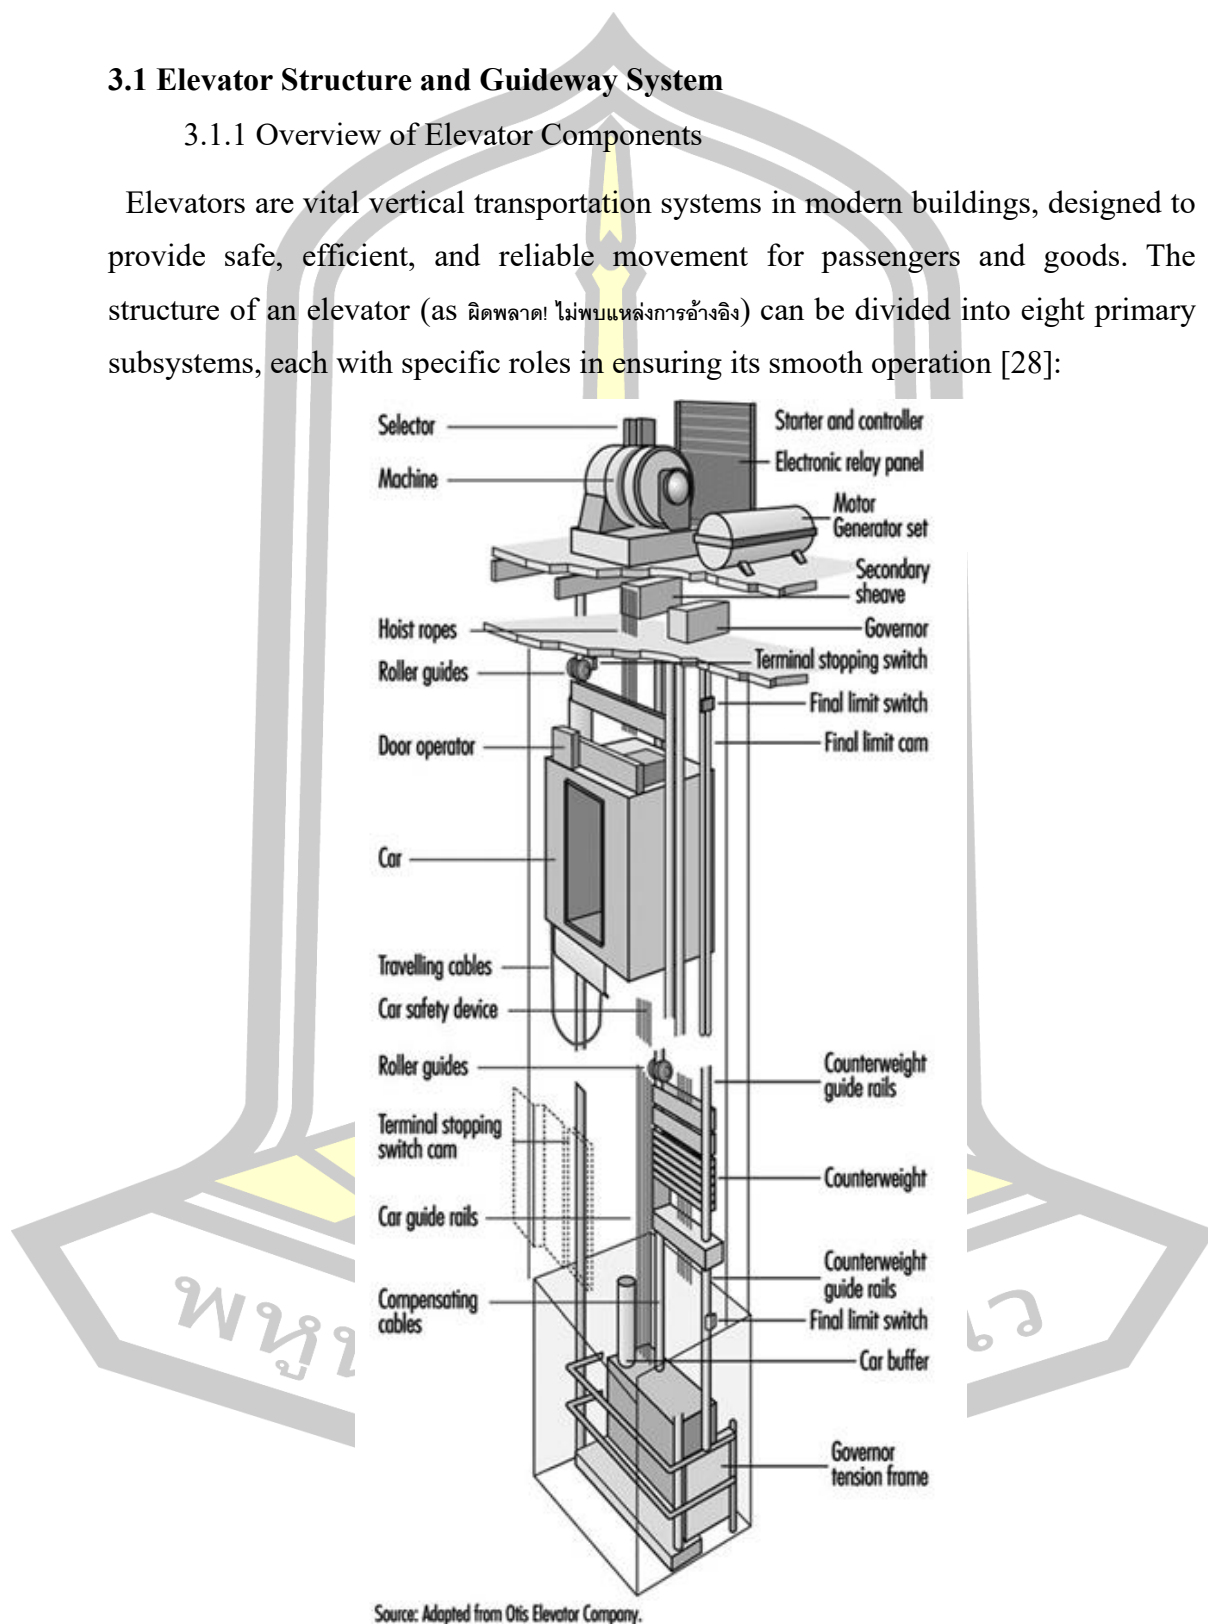 3.1 Elevator Structure and Guideway System
3.1.1 Overview of Elevator Components
Elevators are vital vertical transportation systems in modern buildings, designed to
provide safe, efficient, and reliable movement for passengers and goods. The
structure of an elevator (as ผิดพลาด! ไม่พบแหล่งการอ้างอิง) can be divided into eight primary
subsystems, each with specific roles in ensuring its smooth operation [28]:
Selector
Machine
Hoist ropes
Roller guides
Door operator
Car
Travelling cables
Car safety device
Roller guides
Terminal stopping
switch cam
Car guide rails
Compensating
cables
Starter and controller
Electronic relay panel
Motor
Generator set
Secondary
sheave
Governor
Terminal stopping switch
Final limit switch
Final limit cam
Counterweight
guide rails
Counterweight
Counterweight
guide rails
Final limit switch
Car buffer
Governor
tension frame
Source: Adapted from Otis Elevator Company.